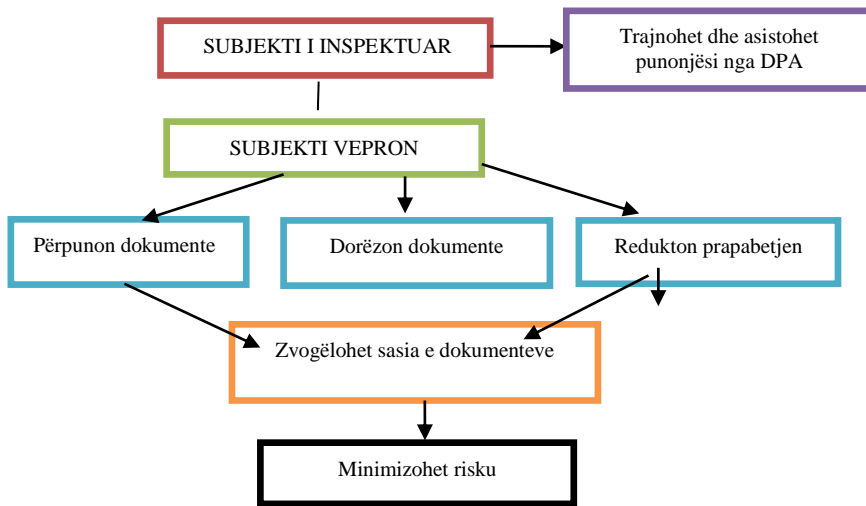 SUBJEKTI I INSPEKTUAR
Trajnohet dhe asistohet
punonjësi nga DPA
SUBJEKTI VEPRON
Përpunon dokumente
Dorëzon dokumente
Redukton prapabetjen
Zvogëlohet sasia e dokumenteve
Minimizohet risku